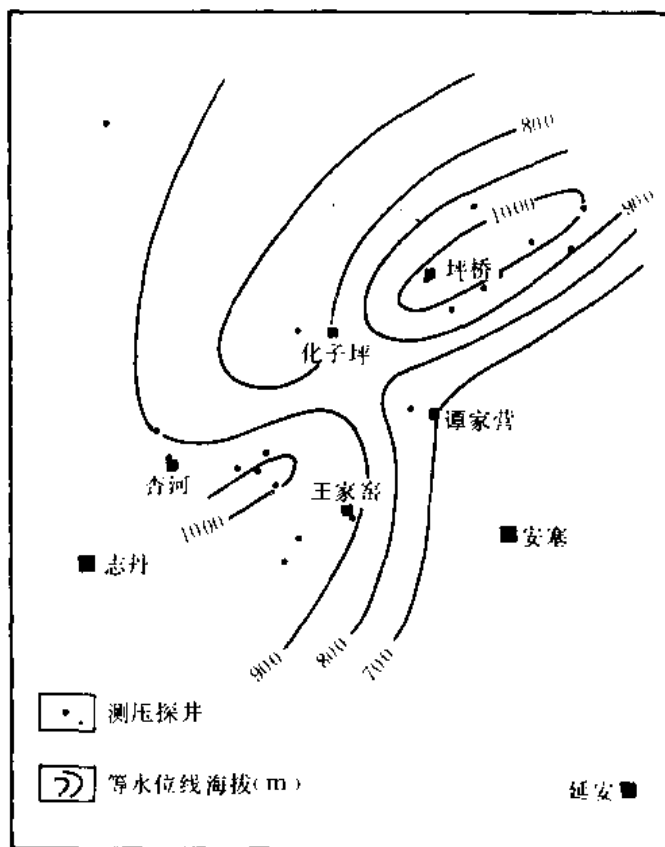 800
1000
900
坪桥
化子坪
谭家营
杏河
王家窑
1000
安塞
志丹
900
800
700
测压探井
等水位线海拔(m)
延安